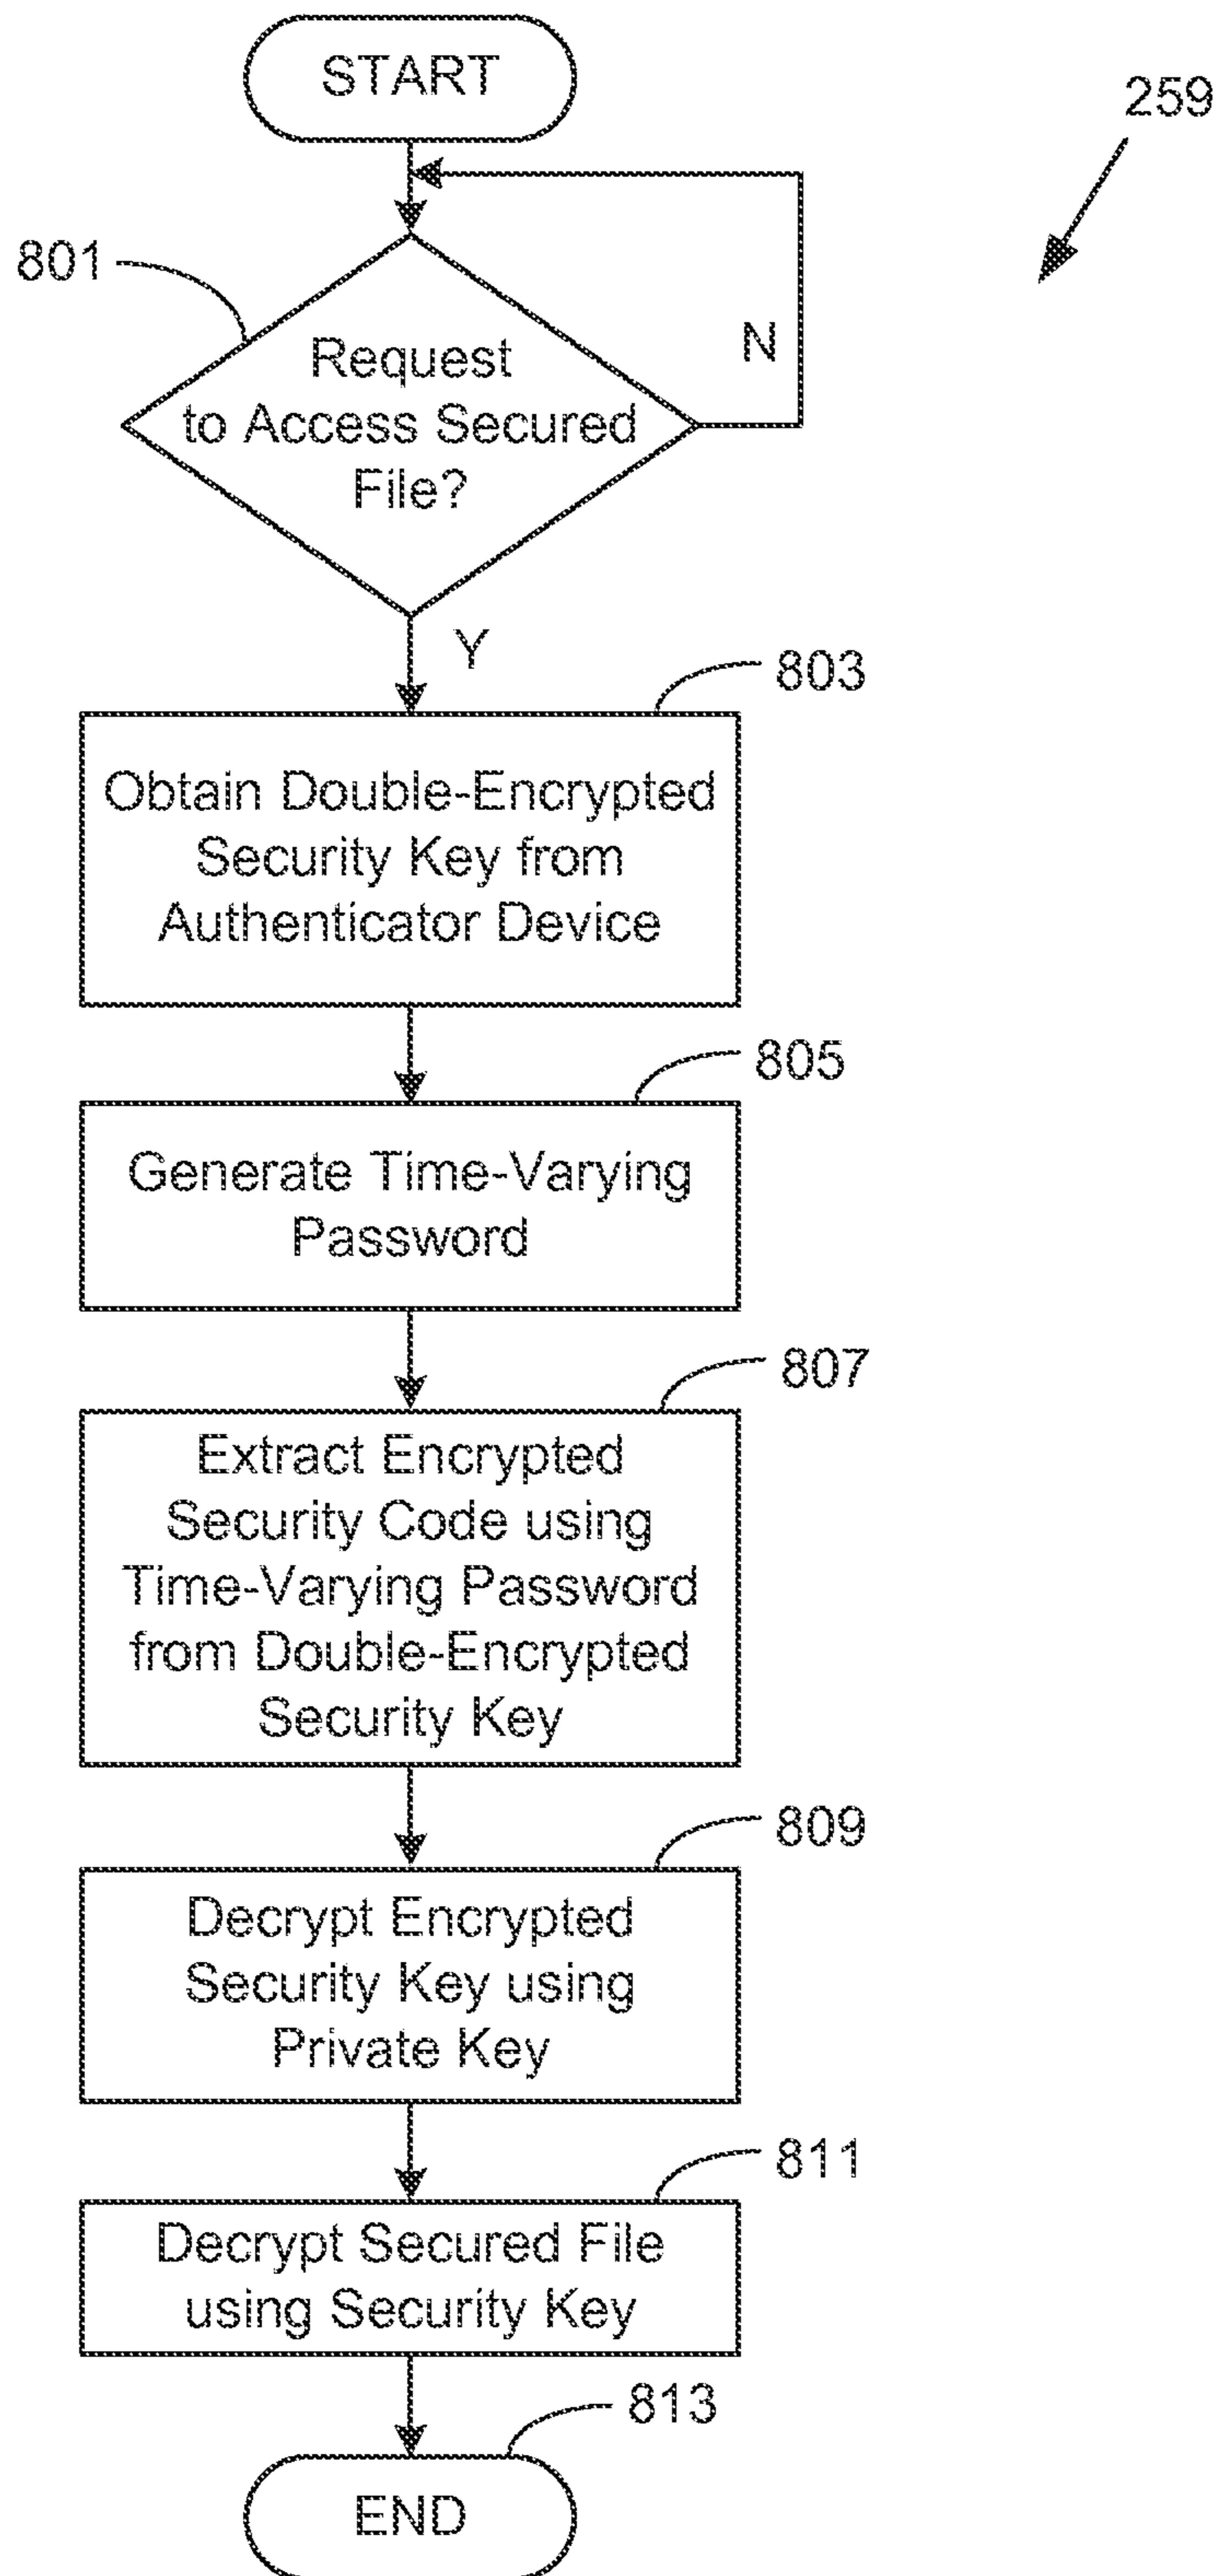 START
259
801
Request
to Access Secured
File?
N
Y
803
Obtain Double-Encrypted
Security Key from
Authenticator Device
805
Generate Time-Varying
Password
807
Extract Encrypted
Security Code using
Time-Varying Password
from Double-Encrypted
Security Key
809
Decrypt Encrypted
Security Key using
Private Key
811
Decrypt Secured File
using Security Key
813
END